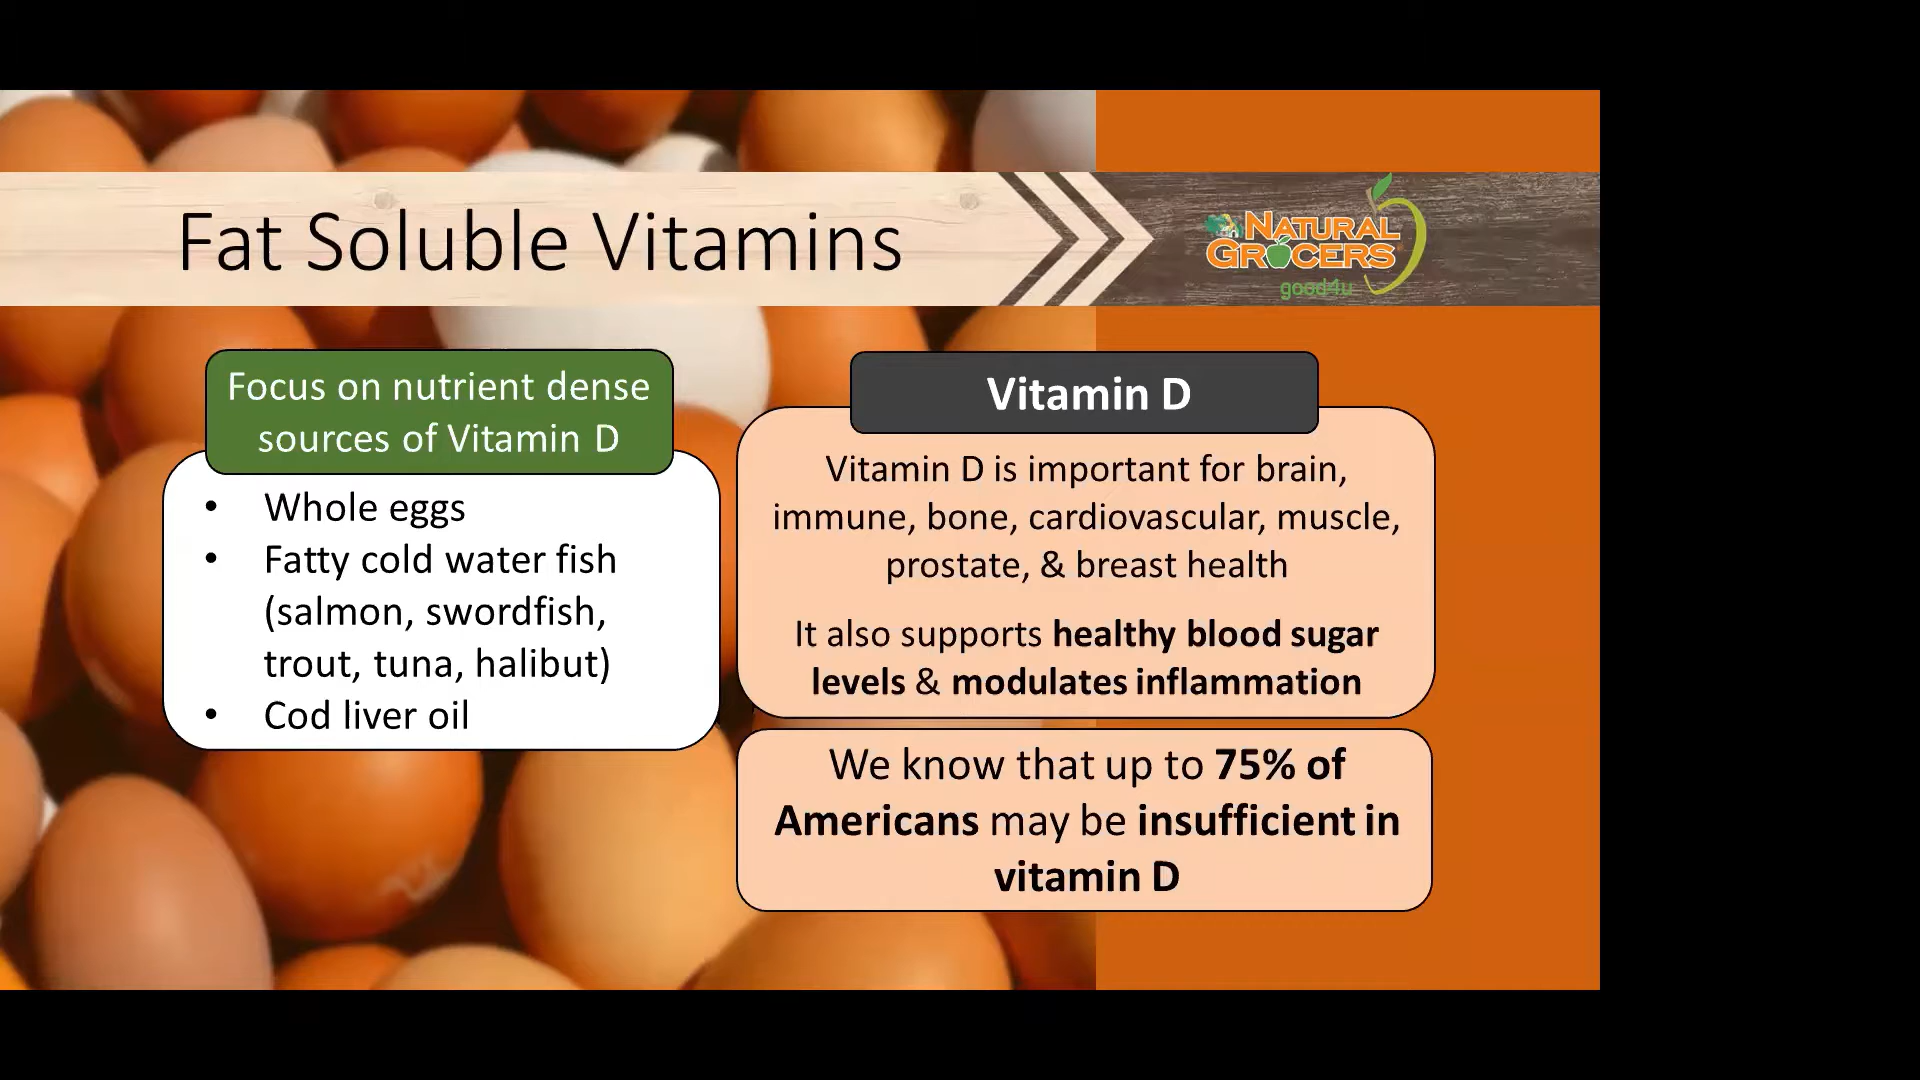 Fat Soluble Vitamins
NATURAL
GROCERS
good4u
Focus on nutrient dense
sources of Vitamin D
• Whole eggs
• Fatty cold water fish
(salmon, swordfish,
trout, tuna, halibut)
• Cod liver oil
Vitamin D
Vitamin D is important for brain,
immune, bone, cardiovascular, muscle,
prostate, & breast health
It also supports healthy blood sugar
levels & modulates inflammation
We know that up to 75% of
Americans may be insufficient in
vitamin D